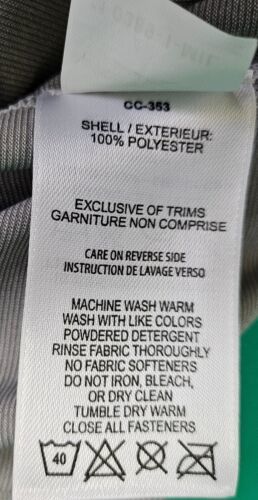 CC-353
SHELL / EXTERIEUR:
100% POLYESTER
EXCLUSIVE OF TRIMS
GARNITURE NON COMPRISE
CARE ON REVERSE SIDE
INSTRUCTION DE LAVAGE VERSO
MACHINE WASH WARM
WASH WITH LIKE COLORS
POWDERED DETERGENT
RINSE FABRIC THOROUGHLY
NO FABRIC SOFTENERS
DO NOT IRON, BLEACH,
OR DRY CLEAN
TUMBLE DRY WARM
CLOSE ALL FASTENERS
40